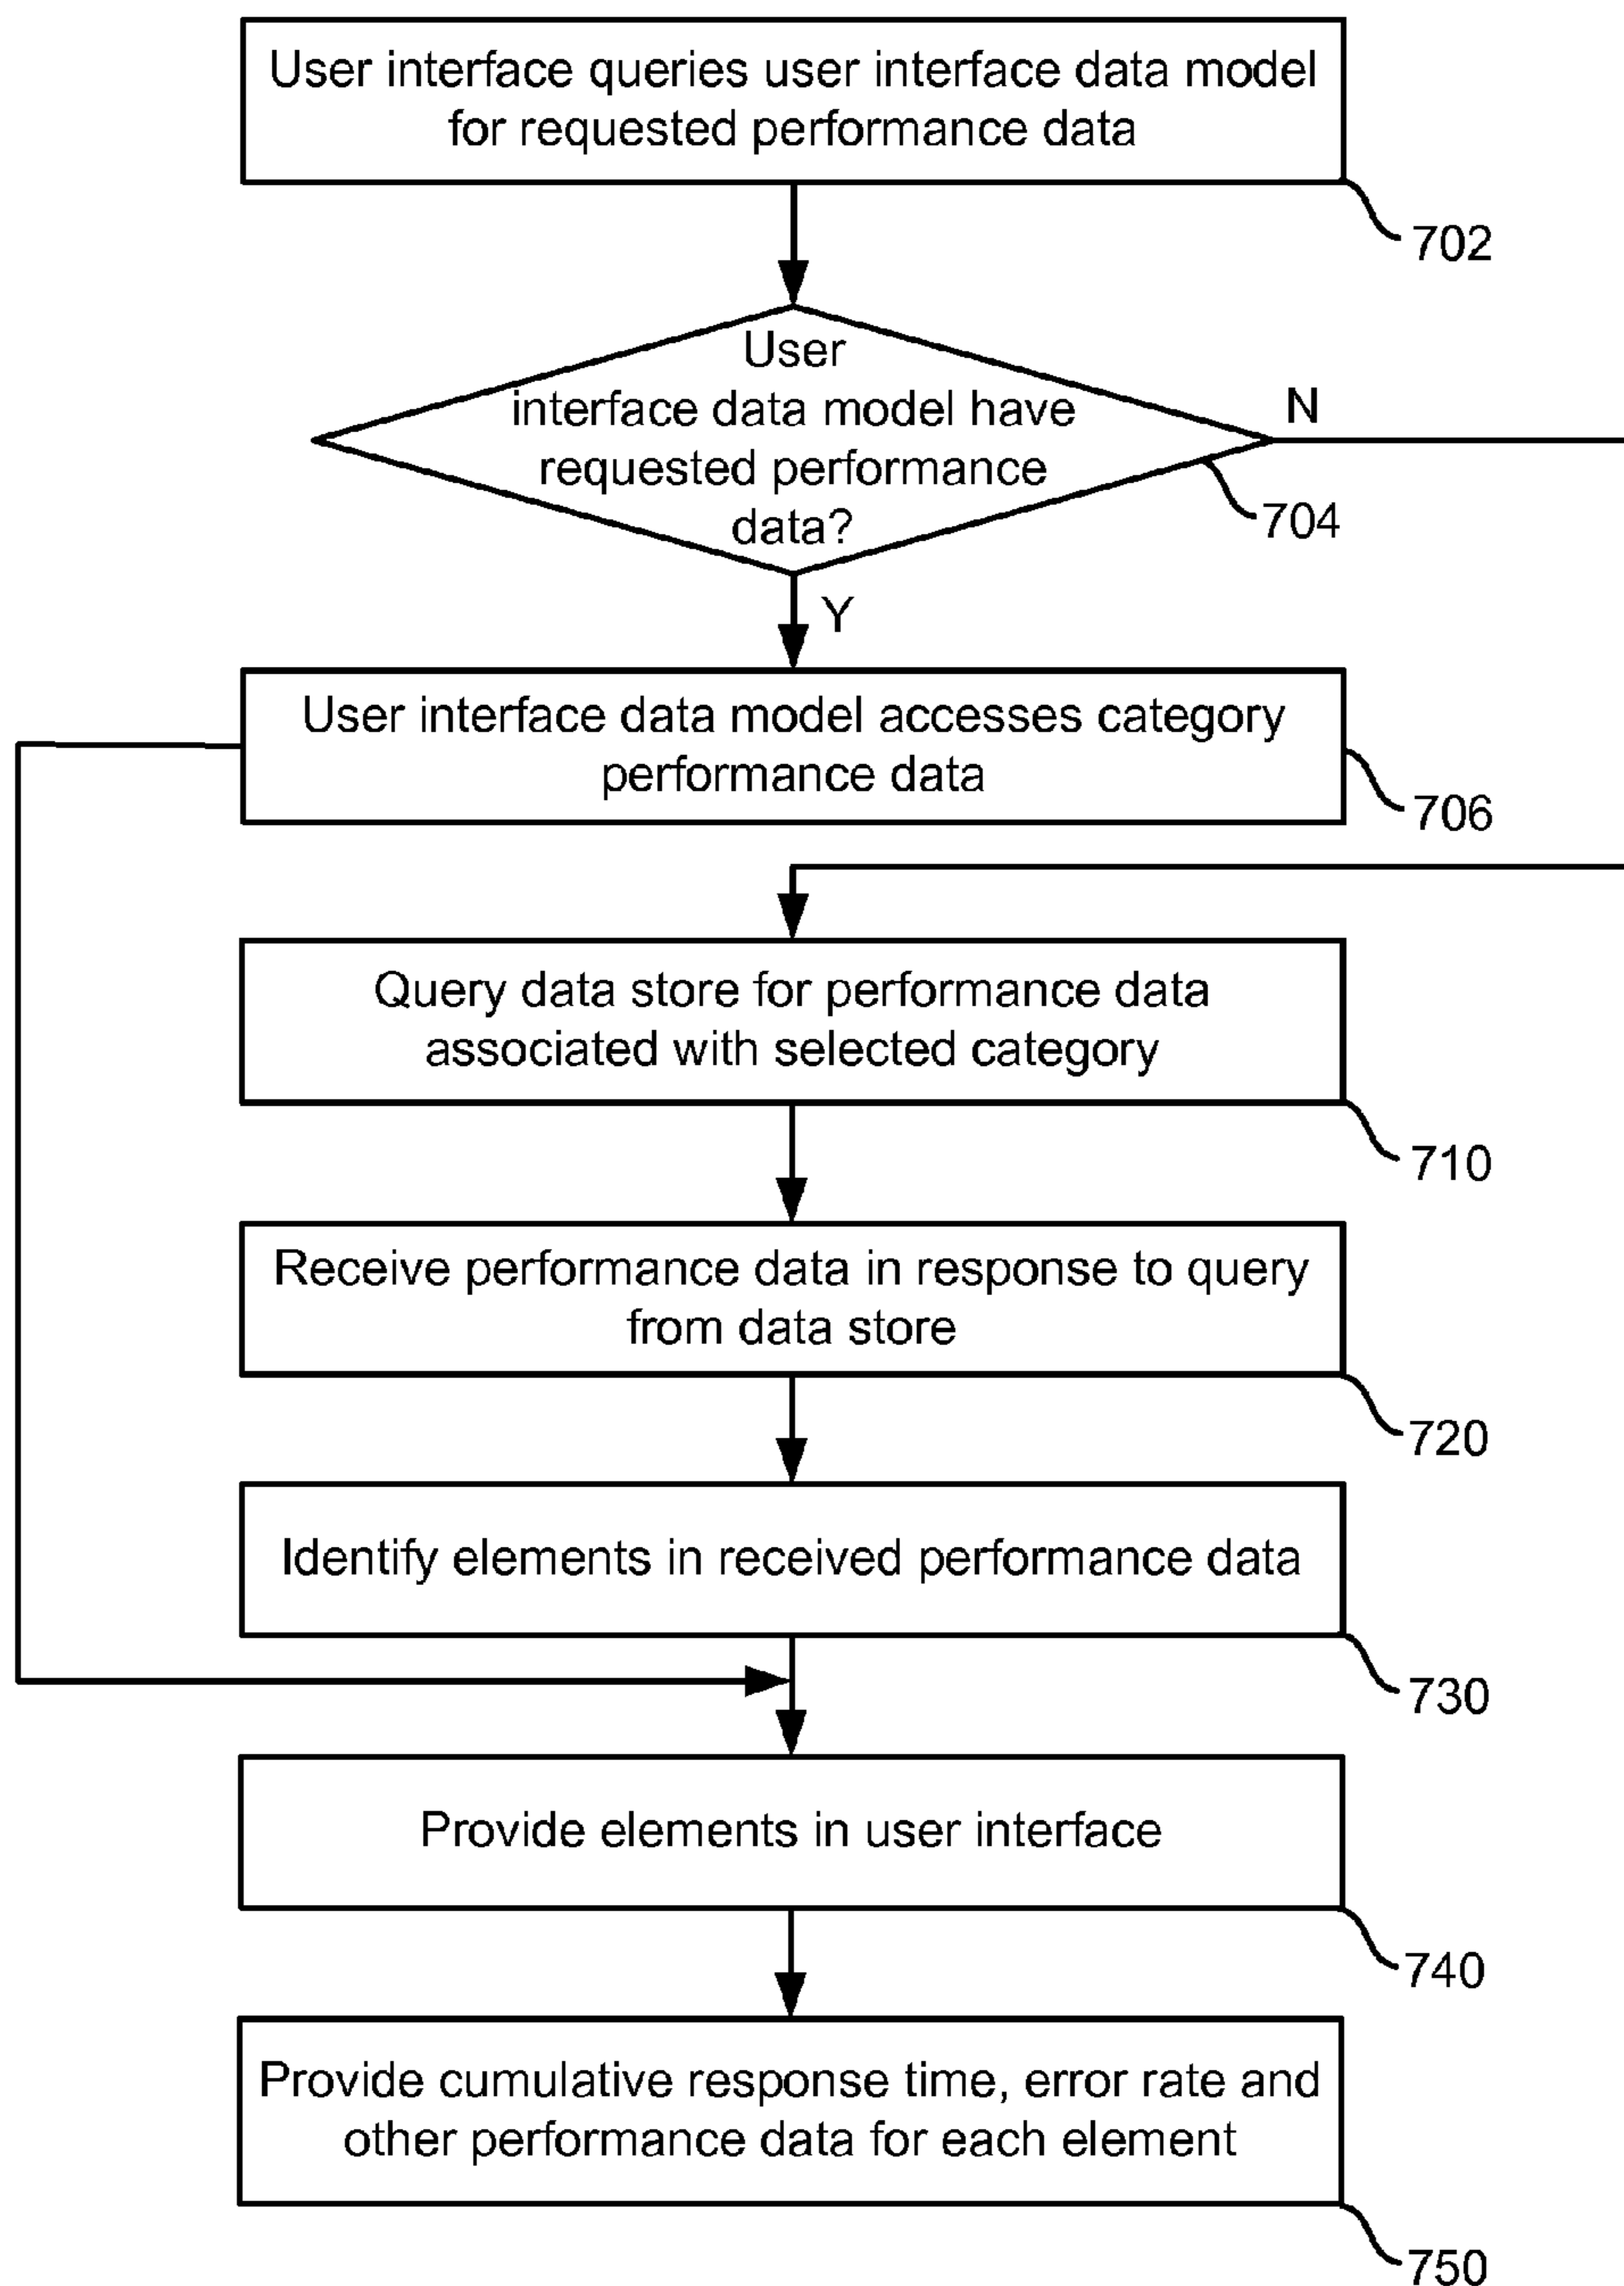 User interface queries user interface data model
for requested performance data
702
User
interface data model have
requested performance
data?
N
704
Y
User interface data model accesses category
performance data
706
Query data store for performance data
associated with selected category
710
Receive performance data in response to query
from data store
720
Identify elements in received performance data
730
Provide elements in user interface
740
Provide cumulative response time, error rate and
other performance data for each element
750